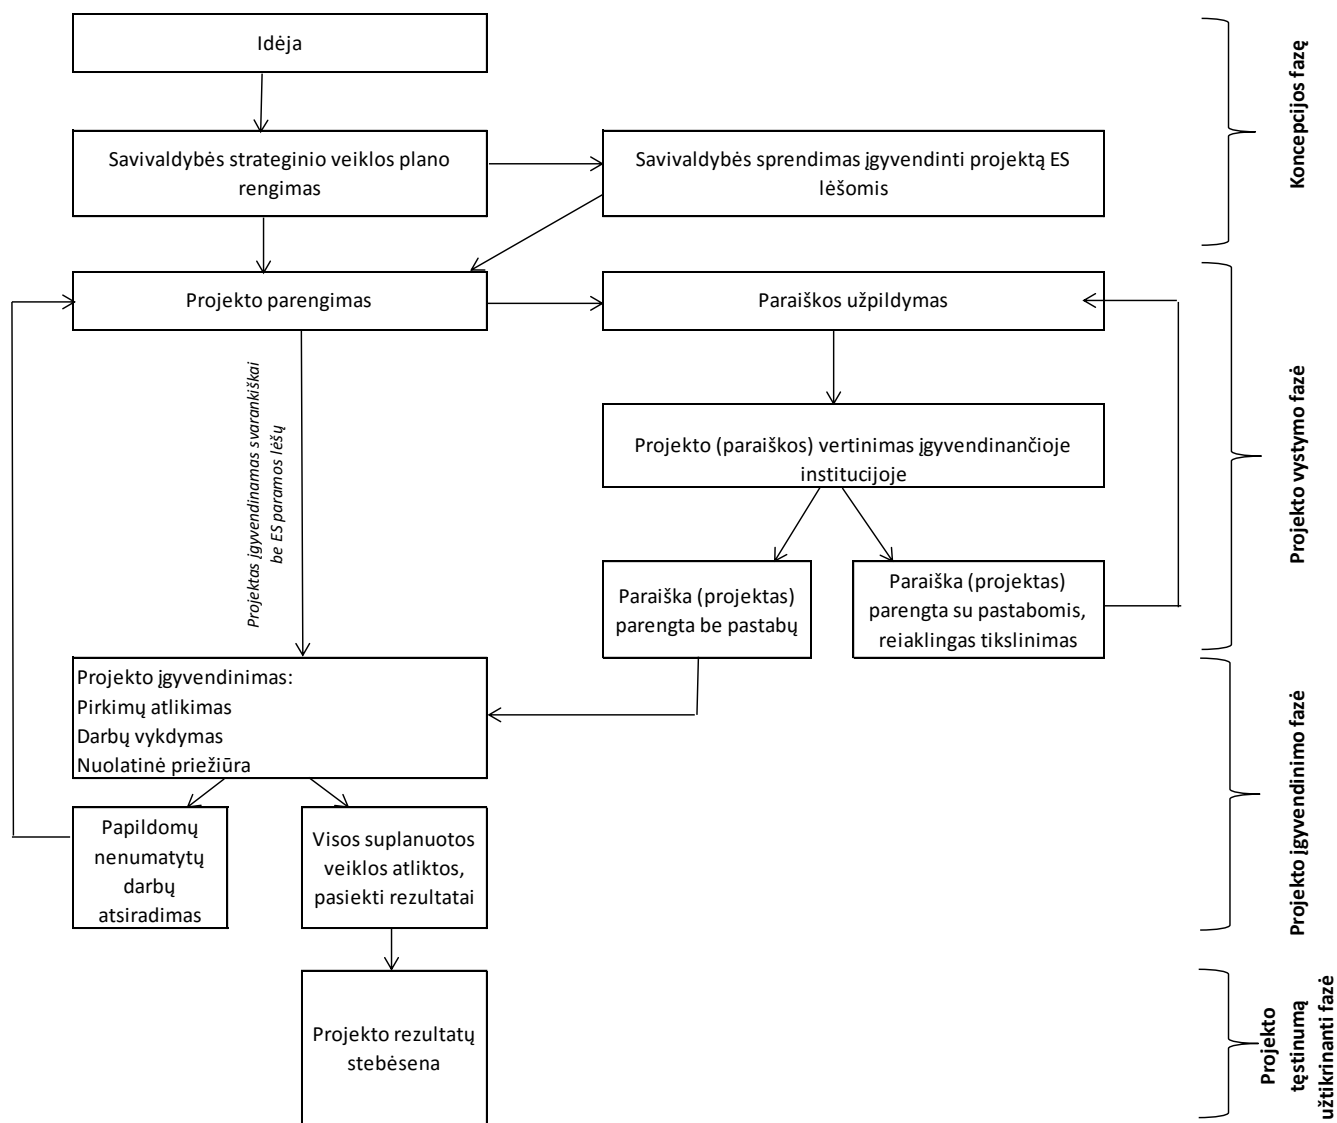 Idėja
Savivaldybės strateginio veiklos plano
rengimas
Savivaldybės sprendimas įgyvendinti projektą ES
lėšomis
Koncepcijos fazę
Projekto parengimas
Paraiškos užpildymas
Projektas įgyvendinamas svarankiškai
be ES paramos lėšų
Projekto (paraiškos) vertinimas įgyvendinančioje
institucijoje
Paraiška (projektas)
parengta be pastabų
Paraiška (projektas)
parengta su pastabomis,
reiaklingas tikslinimas
Projekto vystymo fazė
Projekto įgyvendinimas:
Pirkimų atlikimas
Darbų vykdymas
Nuolatinė priežiūra
Papildomų
nenumatytų
darbų
atsiradimas
Visos suplanuotos
veiklos atliktos,
pasiekti rezultatai
Projekto įgyvendinimo fazė
Projekto rezultatų
stebėsena
Projekto
tęstinumą
užtikrinanti fazė